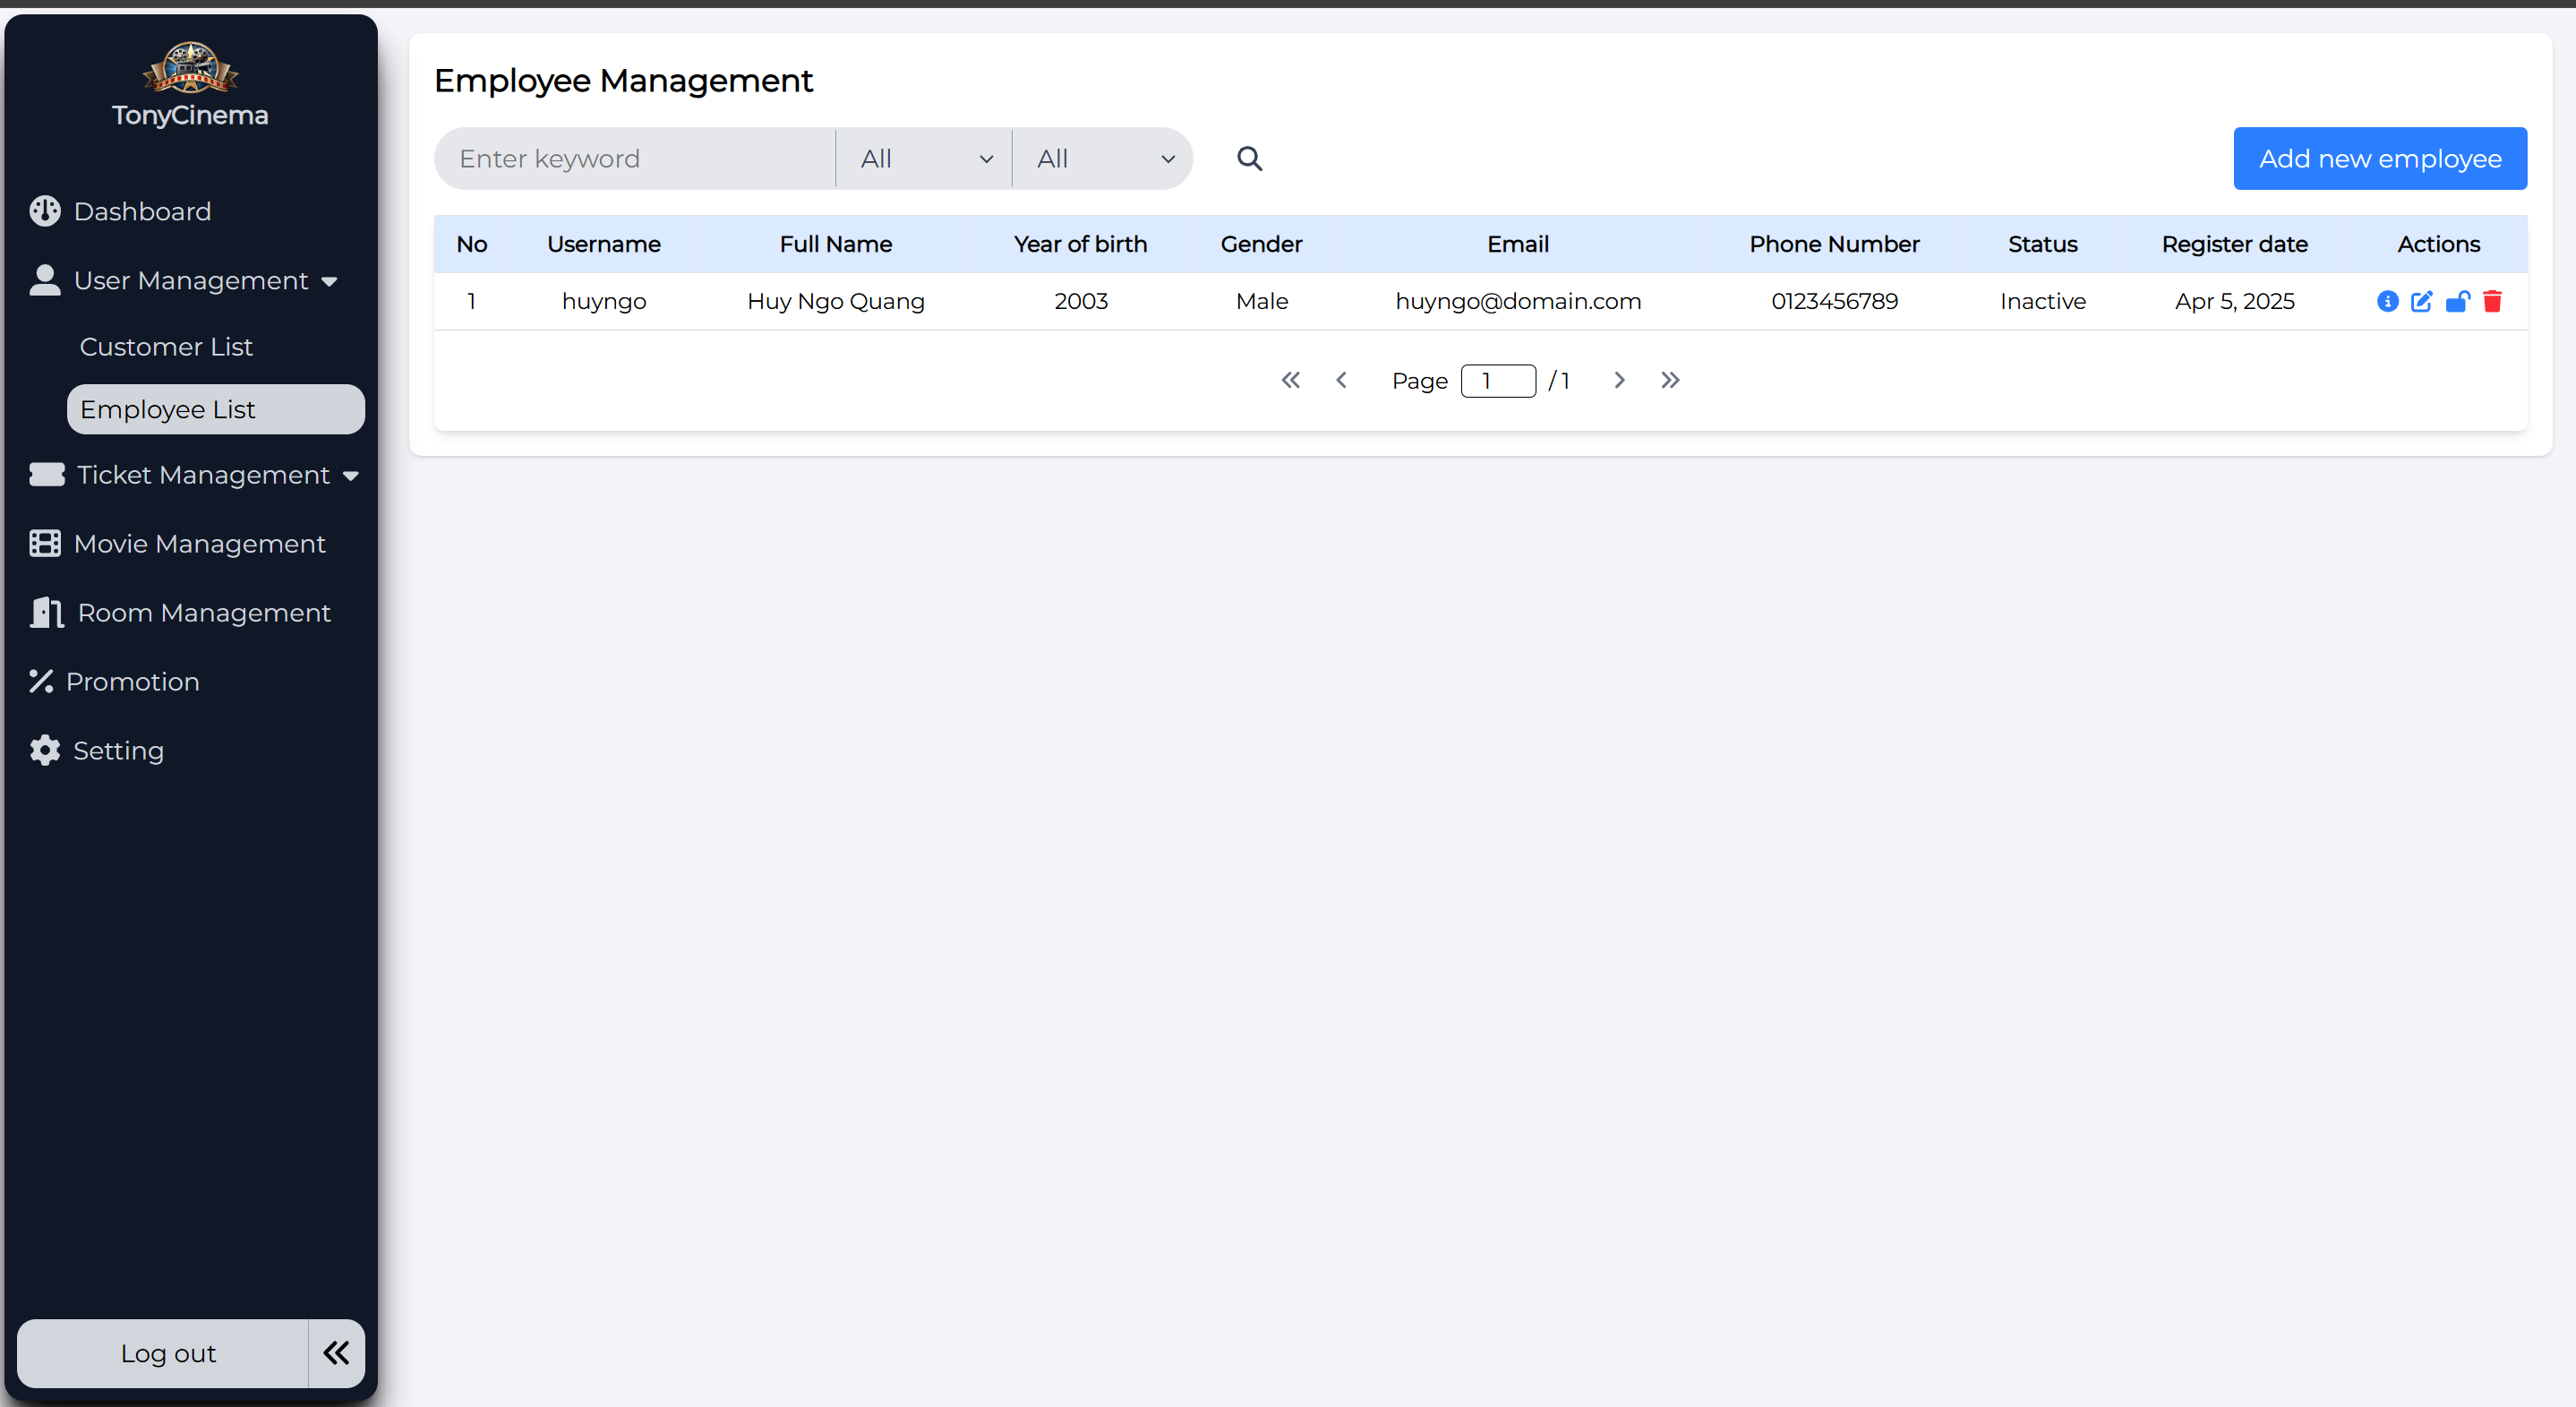 TonyCinema
Dashboard
User Management
Customer List
Employee List
Ticket Management
Movie Management
Room Management
Promotion
Setting
Log out
Employee Management
Enter keyword All All Add new employee
No Username Full Name Year of birth Gender Email Phone Number Status Register date Actions
1 huyngo Huy Ngo Quang 2003 Male huyngo@domain.com 0123456789 Inactive Apr 5, 2025
Page 1 / 1